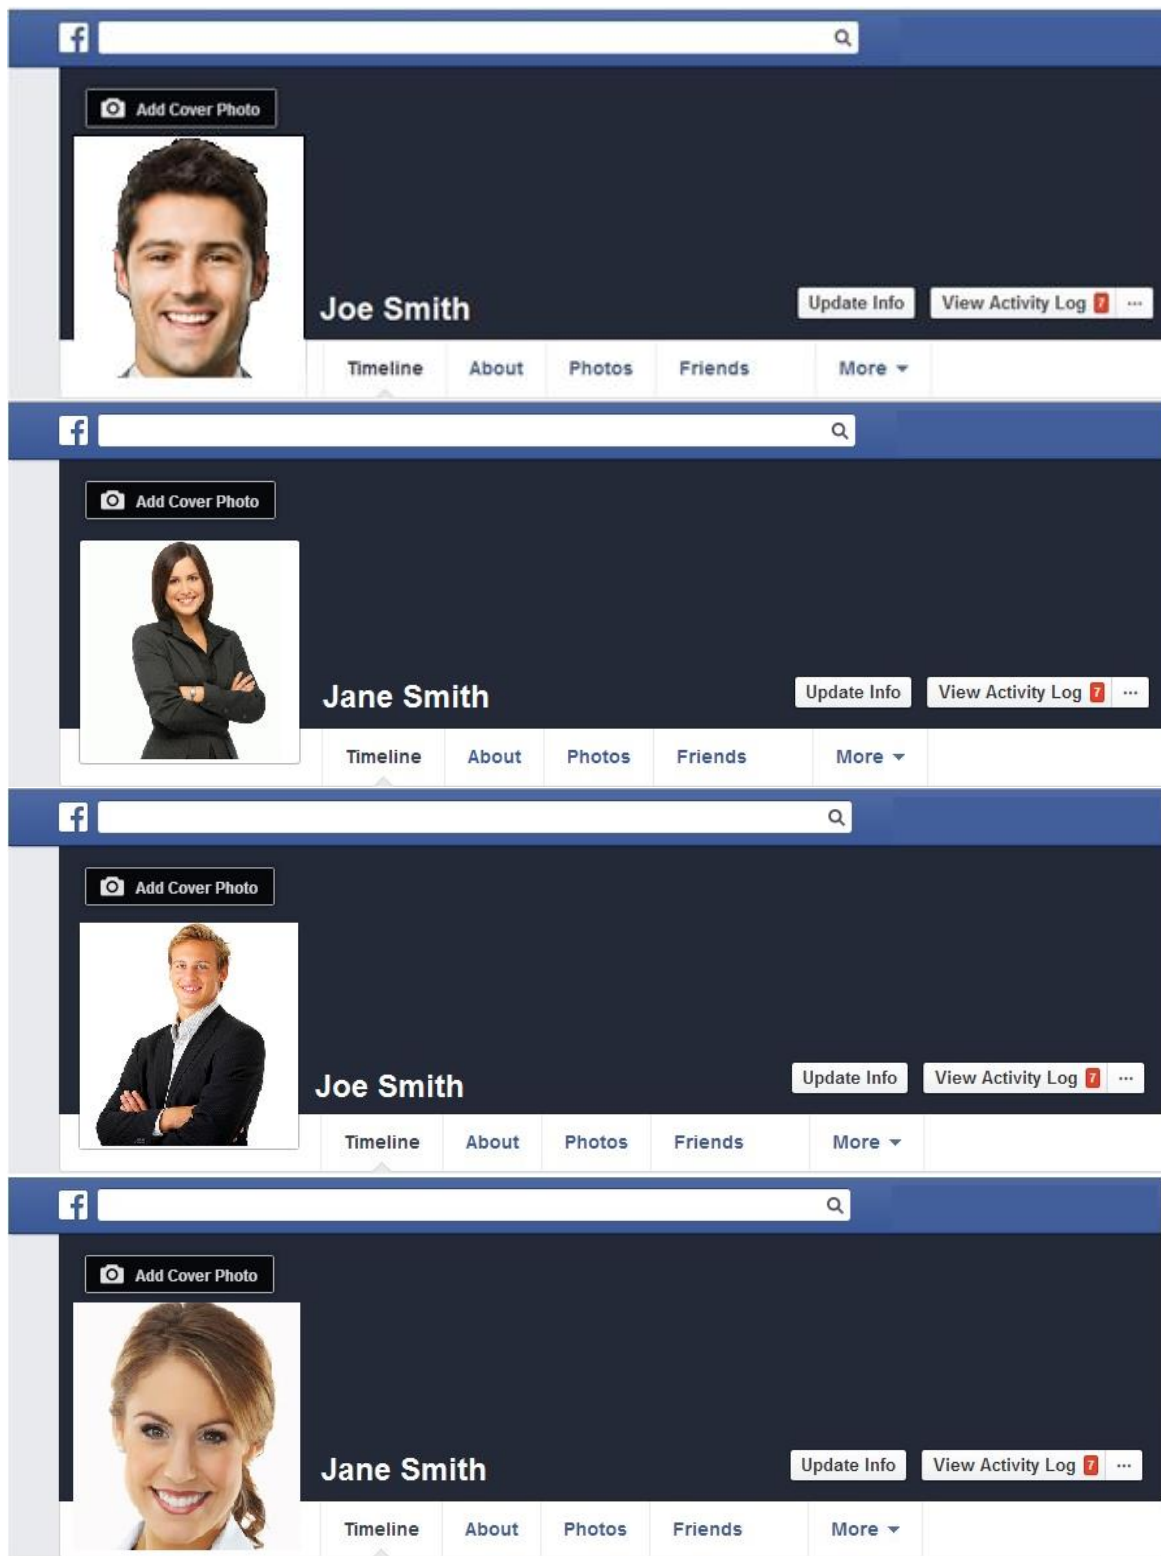 f
Add Cover Photo
Joe Smith
Update Info View Activity Log 7 ...
Timeline About Photos Friends More
f
Add Cover Photo
Jane Smith
Update Info View Activity Log 7 ...
Timeline About Photos Friends More
f
Add Cover Photo
Joe Smith
Update Info View Activity Log 7 ...
Timeline About Photos Friends More
f
Add Cover Photo
Jane Smith
Update Info View Activity Log 7 ...
Timeline About Photos Friends More